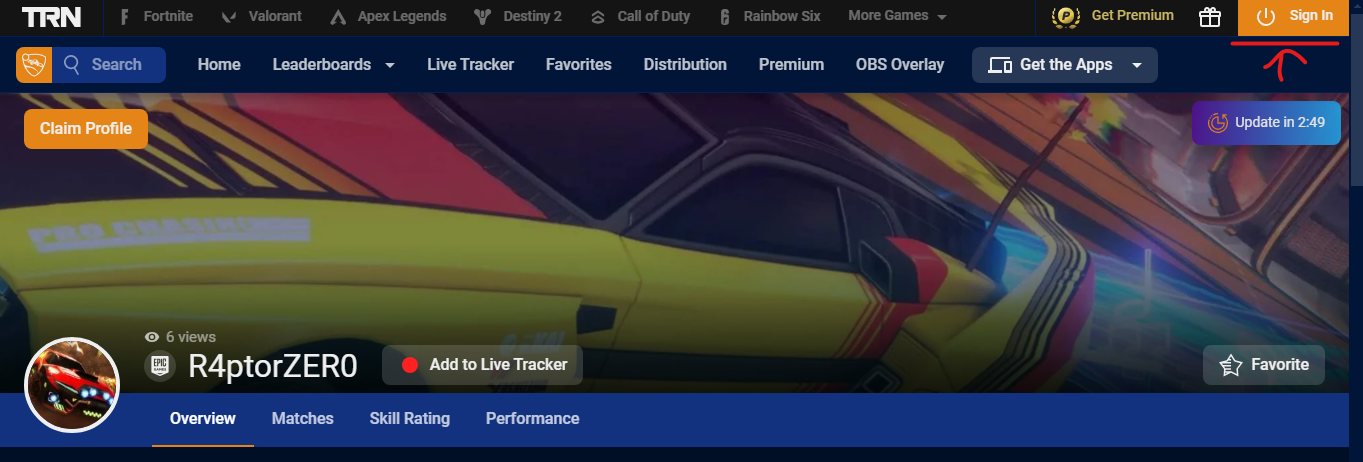 TRN Fortnite Valorant Apex Legends Destiny 2 Call of Duty Rainbow Six More Games Get Premium Sign In
Search Home Leaderboards Live Tracker Favorites Distribution Premium OBS Overlay Get the Apps
Claim Profile Update in 2:49
6 views
EPIC GAMES R4ptorZER0 Add to Live Tracker Favorite
Overview Matches Skill Rating Performance